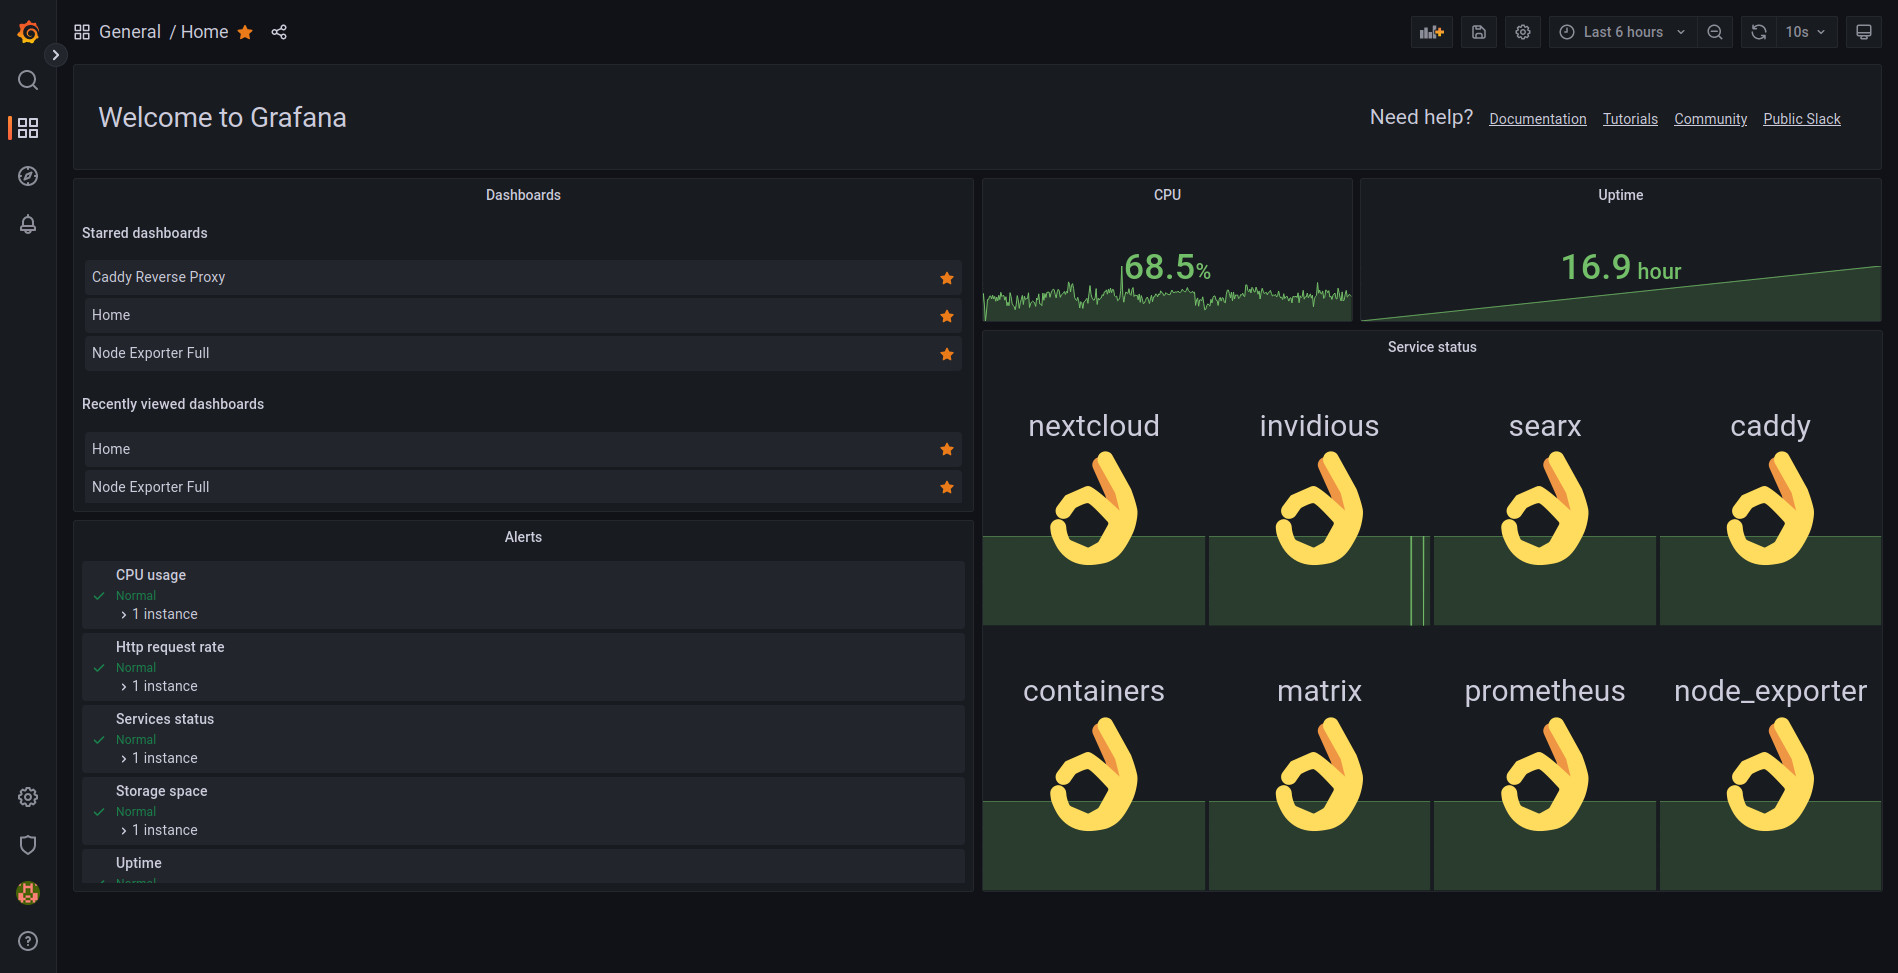 General / Home
Last 6 hours
10s
Welcome to Grafana
Need help? Documentation Tutorials Community Public Slack
Dashboards
Starred dashboards
Caddy Reverse Proxy
Home
Node Exporter Full
Recently viewed dashboards
Home
Node Exporter Full
Alerts
CPU usage
Normal
1 instance
Http request rate
Normal
1 instance
Services status
Normal
1 instance
Storage space
Normal
1 instance
Uptime
Normal
CPU
68.5%
Uptime
16.9 hour
Service status
nextcloud
invidious
searx
caddy
containers
matrix
prometheus
node_exporter